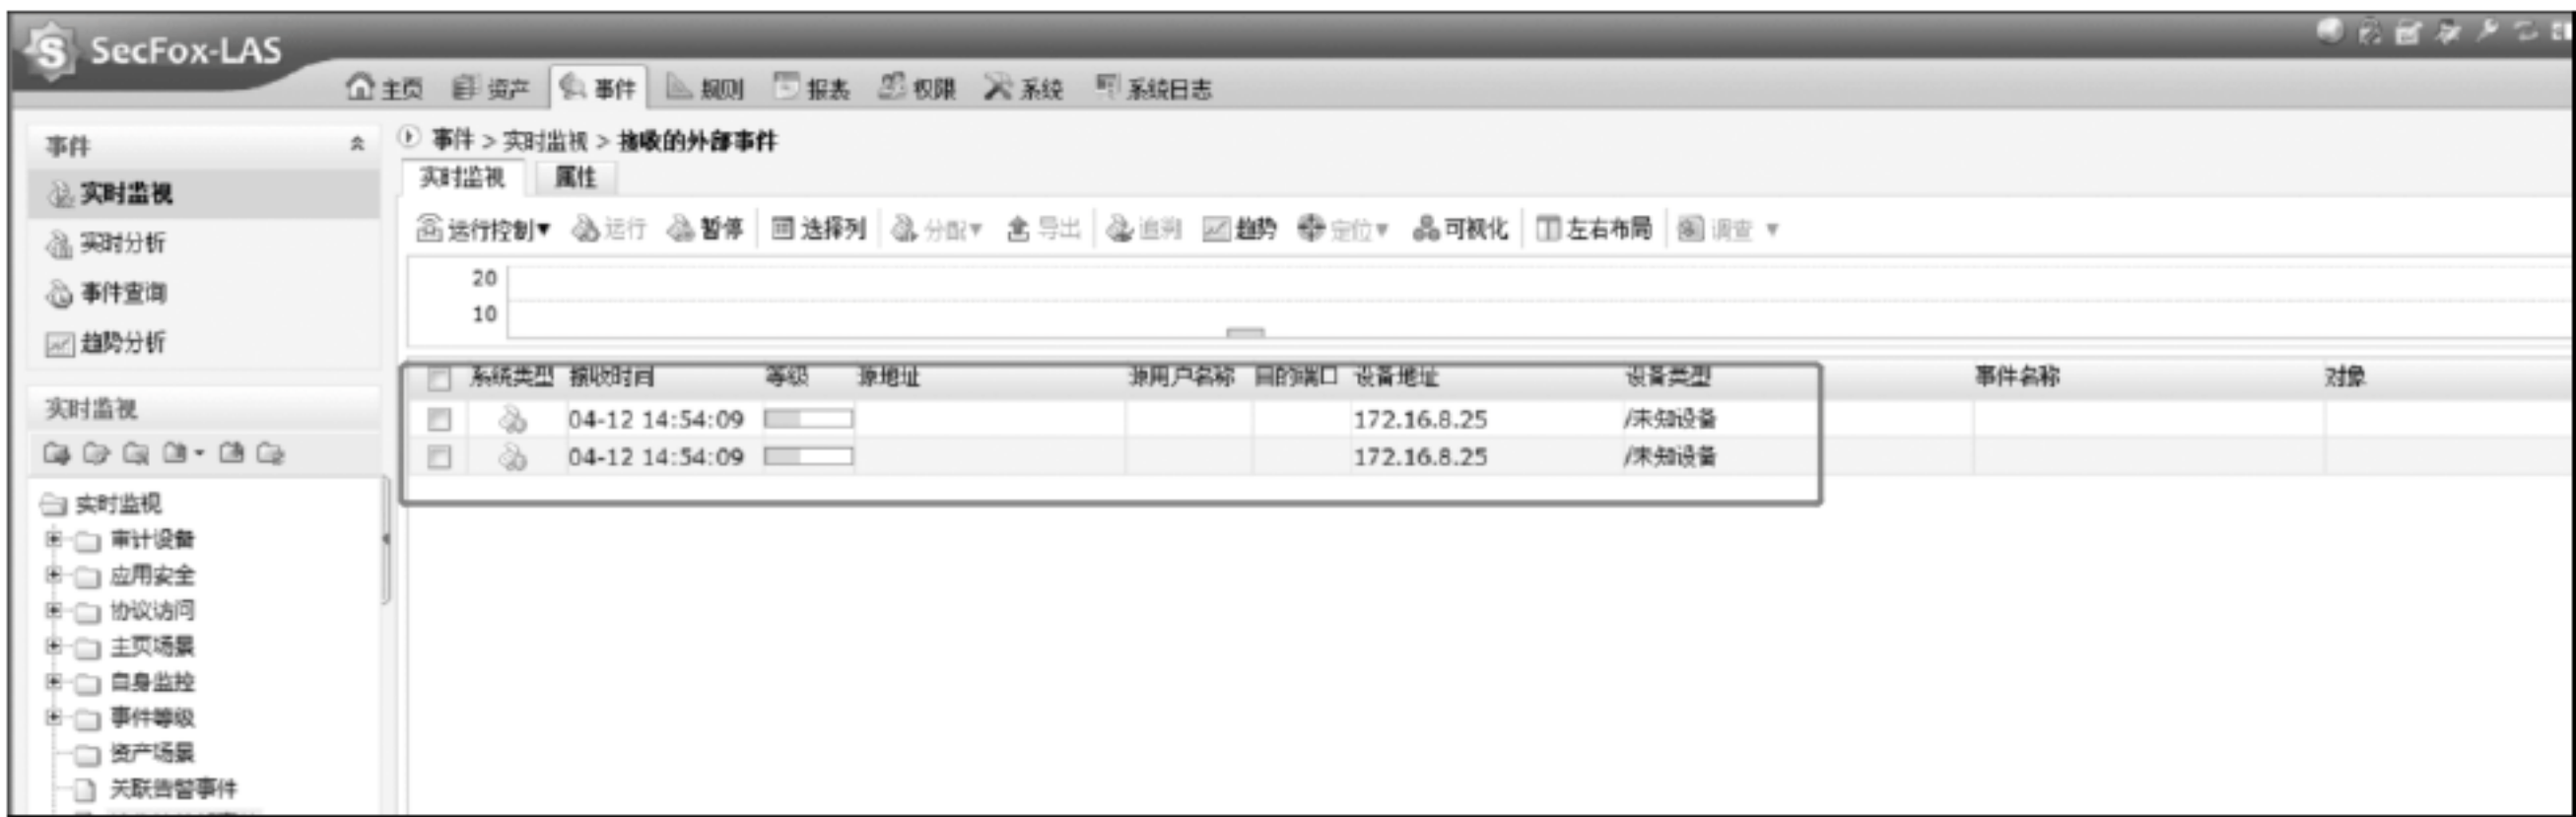 SecFox-LAS
主页 资产 事件 规则 报表 权限 系统 系统日志
事件
实时监视
实时分析
事件查询
趋势分析
事件 > 实时监视 > 接收的外部事件
实时监视 属性
运行控制 运行 暂停 选择列 分配 导出 追溯 趋势 定位 可视化 左右布局 调查
20
10
系统类型 接收时间 等级 源地址 源用户名称 目的端口 设备地址 设备类型 事件名称 对象
04-12 14:54:09 172.16.8.25 /未知设备
04-12 14:54:09 172.16.8.25 /未知设备
实时监视
实时监视
审计设备
应用安全
协议访问
主页场景
自身监控
事件等级
资产场景
关联告警事件